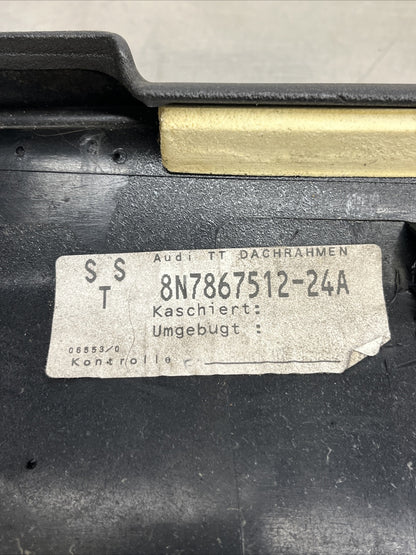 Audi TT DACHRAHMEN
S S
T
8N7867512-24A
Kaschiert:
Umgebugt :
06553/0
Kontrolle